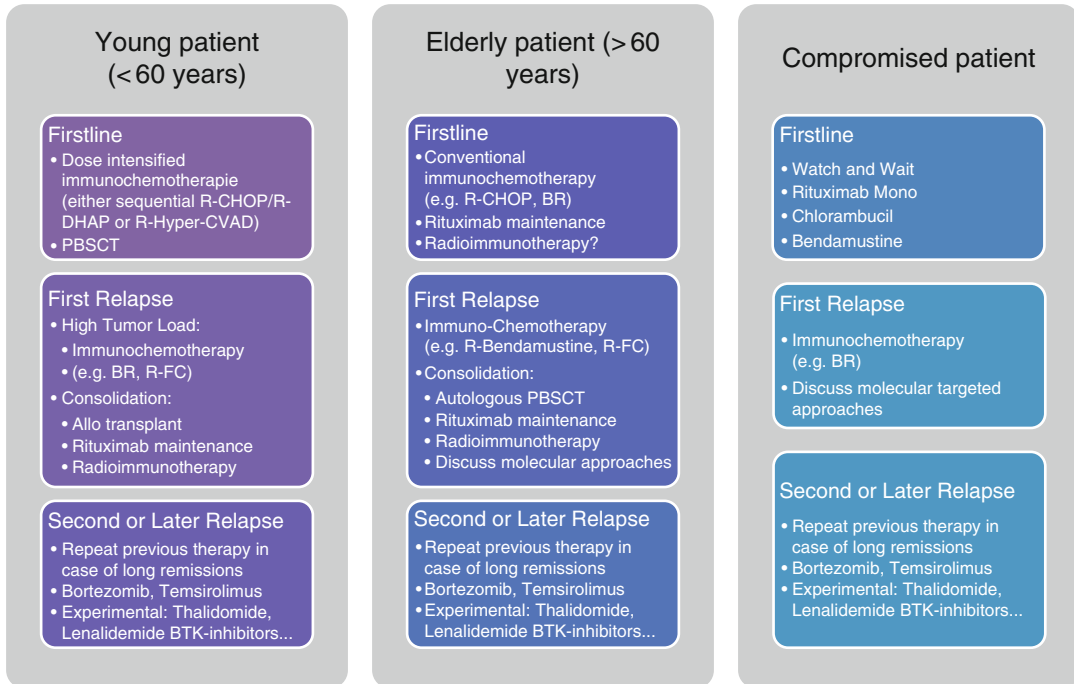 Young patient
(<60 years)
Firstline
• Dose intensified
immunochemotherapie
(either sequential R-CHOP/R-
DHAP or R-Hyper-CVAD)
• PBSCT
First Relapse
• High Tumor Load:
• Immunochemotherapy
• (e.g. BR, R-FC)
• Consolidation:
• Allo transplant
• Rituximab maintenance
• Radioimmunotherapy
Second or Later Relapse
• Repeat previous therapy in
case of long remissions
• Bortezomib, Temsirolimus
• Experimental: Thalidomide,
Lenalidemide BTK-inhibitors...
Elderly patient (>60
years)
Firstline
• Conventional
immunochemotherapy
(e.g. R-CHOP, BR)
• Rituximab maintenance
• Radioimmunotherapy?
First Relapse
• Immuno-Chemotherapy
(e.g. R-Bendamustine, R-FC)
• Consolidation:
• Autologous PBSCT
• Rituximab maintenance
• Radioimmunotherapy
• Discuss molecular approaches
Second or Later Relapse
• Repeat previous therapy in
case of long remissions
• Bortezomib, Temsirolimus
• Experimental: Thalidomide,
Lenalidemide BTK-inhibitors...
Compromised patient
Firstline
• Watch and Wait
• Rituximab Mono
• Chlorambucil
• Bendamustine
First Relapse
• Immunochemotherapy
(e.g. BR)
• Discuss molecular targeted
approaches
Second or Later Relapse
• Repeat previous therapy in
case of long remissions
• Bortezomib, Temsirolimus
• Experimental: Thalidomide,
Lenalidemide BTK-inhibitors...